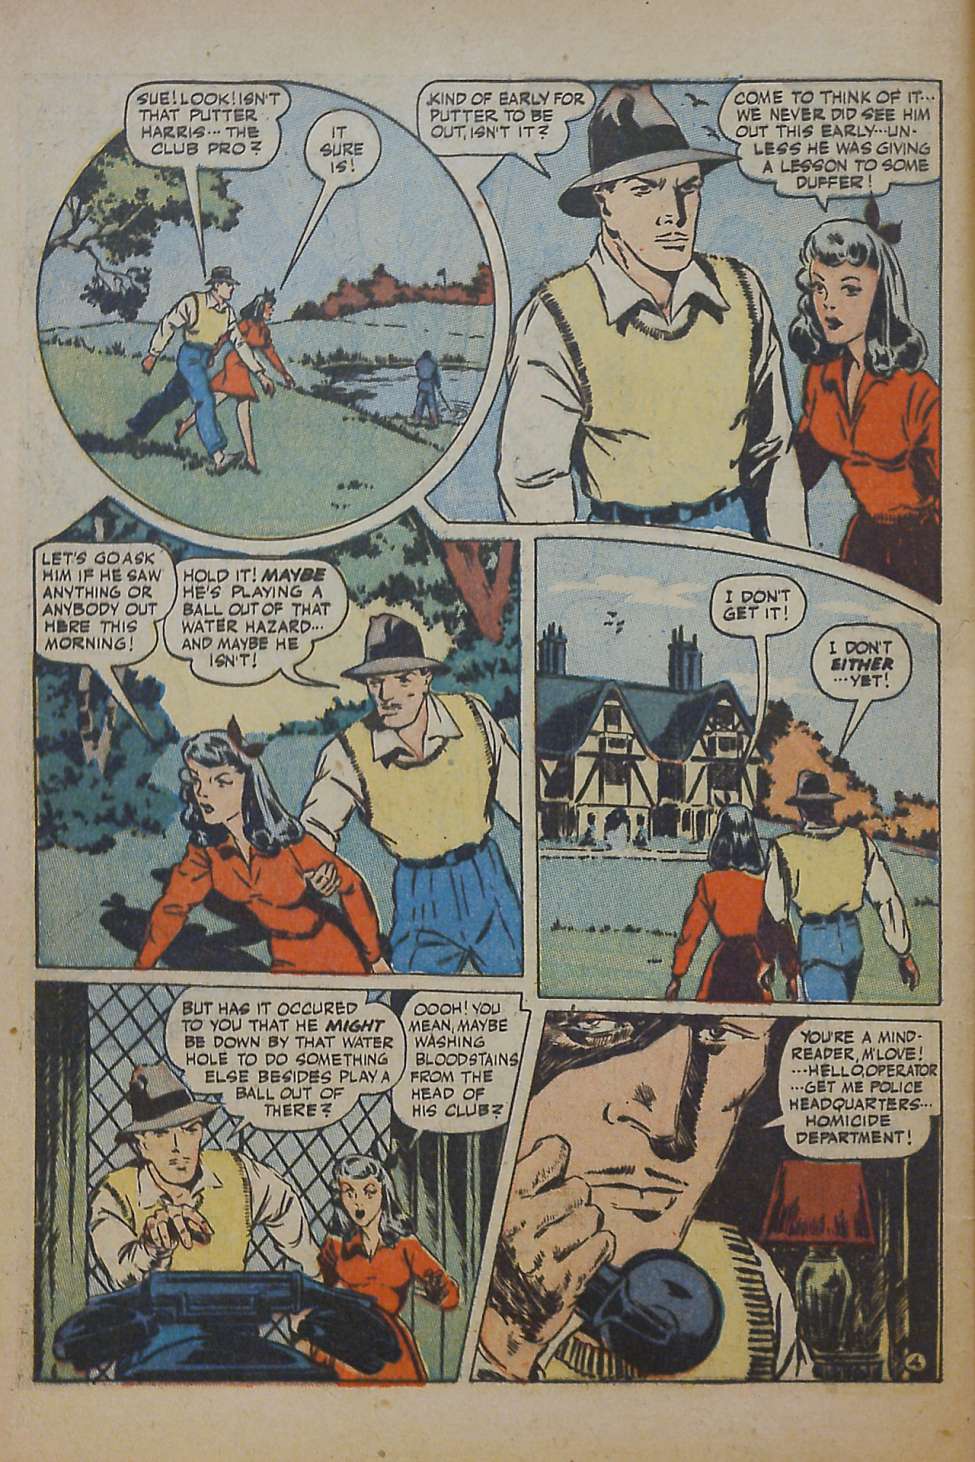 SUE! LOOK! ISN'T
THAT PUTTER
HARRIS... THE
CLUB PRO?
IT
SURE
IS!
KIND OF EARLY FOR
PUTTER TO BE
OUT, ISN'T IT?
COME TO THINK OF IT...
WE NEVER DID SEE HIM
OUT THIS EARLY...UN-
LESS HE WAS GIVING
A LESSON TO SOME
DUFFER!
LET'S GO ASK
HIM IF HE SAW
ANYTHING OR
ANYBODY OUT
HERE THIS
MORNING!
HOLD IT! MAYBE
HE'S PLAYING A
BALL OUT OF THAT
WATER HAZARD...
AND MAYBE HE
ISN'T!
I DON'T
GET IT!
I DON'T
EITHER
...YET!
BUT HAS IT OCCURED
TO YOU THAT HE MIGHT
BE DOWN BY THAT WATER
HOLE TO DO SOMETHING
ELSE BESIDES PLAY A
BALL OUT OF
THERE?
OOOH! YOU
MEAN, MAYBE
WASHING
BLOODSTAINS
FROM THE
HEAD OF
HIS CLUB?
YOU'RE A MIND-
READER, M'LOVE!
...HELLO, OPERATOR
...GET ME POLICE
HEADQUARTERS...
HOMICIDE
DEPARTMENT!
4